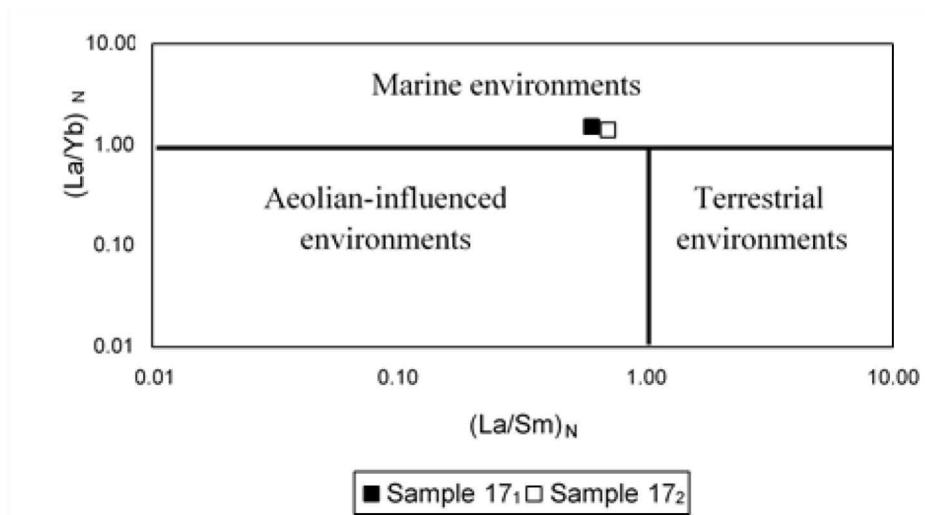 10.00
Marine environments
(La/Yb) N
1.00
Aeolian-influenced
environments
Terrestrial
environments
0.10
0.01
0.01 0.10 1.00 10.00
(La/Sm)N
■ Sample 17₁ □ Sample 17₂